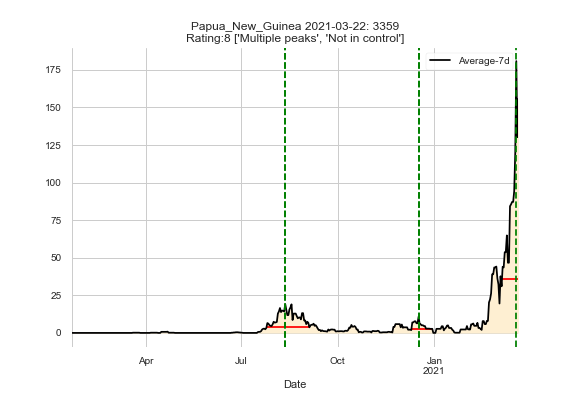 Papua_New_Guinea 2021-03-22: 3359
Rating:8 ['Multiple peaks', 'Not in control']
Average-7d
175
150
125
100
75
50
25
0
Apr
Jul
Oct
Jan
2021
Date